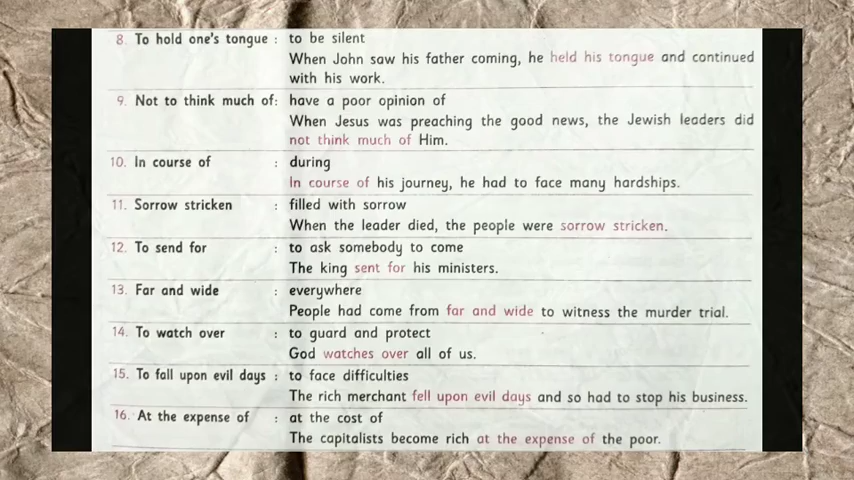 8. To hold one's tongue : to be silent
When John saw his father coming, he held his tongue and continued
with his work.
9. Not to think much of: have a poor opinion of
When Jesus was preaching the good news, the Jewish leaders did
not think much of Him.
10. In course of : during
In course of his journey, he had to face many hardships.
11. Sorrow stricken : filled with sorrow
When the leader died, the people were sorrow stricken.
12. To send for : to ask somebody to come
The king sent for his ministers.
13. Far and wide : everywhere
People had come from far and wide to witness the murder trial.
14. To watch over : to guard and protect
God watches over all of us.
15. To fall upon evil days : to face difficulties
The rich merchant fell upon evil days and so had to stop his business.
16. At the expense of : at the cost of
The capitalists become rich at the expense of the poor.